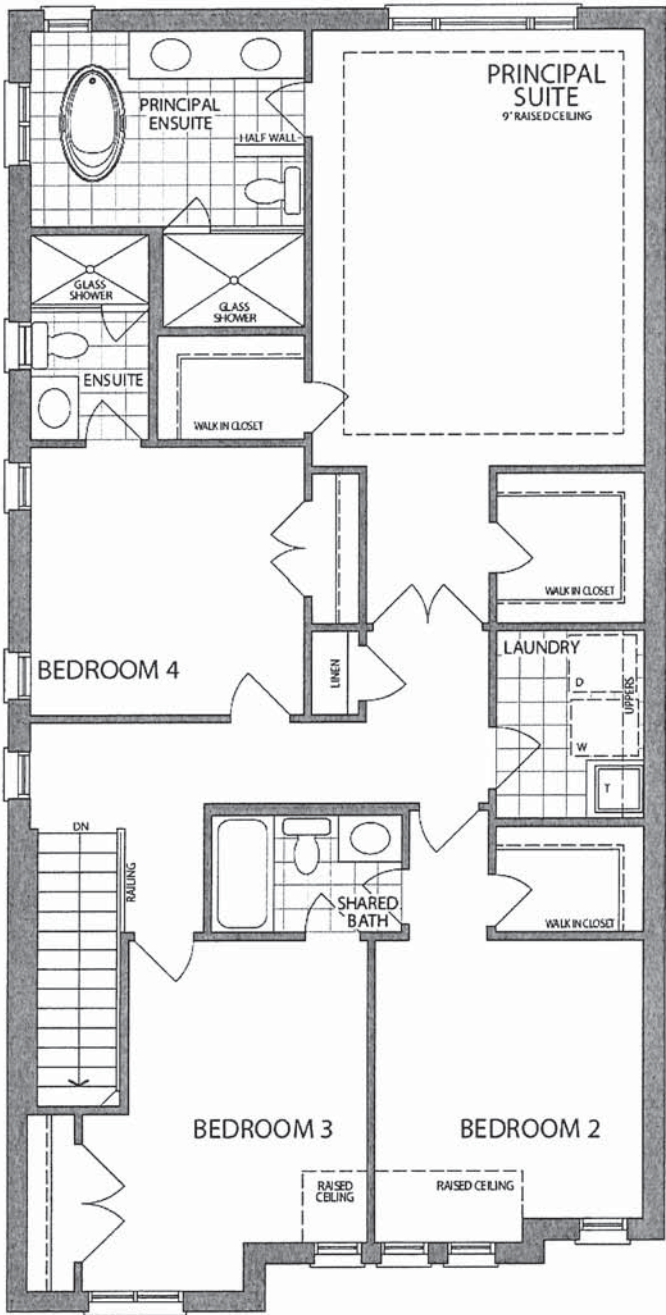 PRINCIPAL
SUITE
9' RAISED CEILING
PRINCIPAL
ENSUITE
HALF WALL
GLASS
SHOWER
GLASS
SHOWER
ENSUITE
WALK IN CLOSET
WALK IN CLOSET
BEDROOM 4
LINEN
LAUNDRY
D
UPPERS
W
T
DN
RAILING
SHARED
BATH
WALK IN CLOSET
BEDROOM 3
BEDROOM 2
RAISED
CEILING
RAISED CEILING